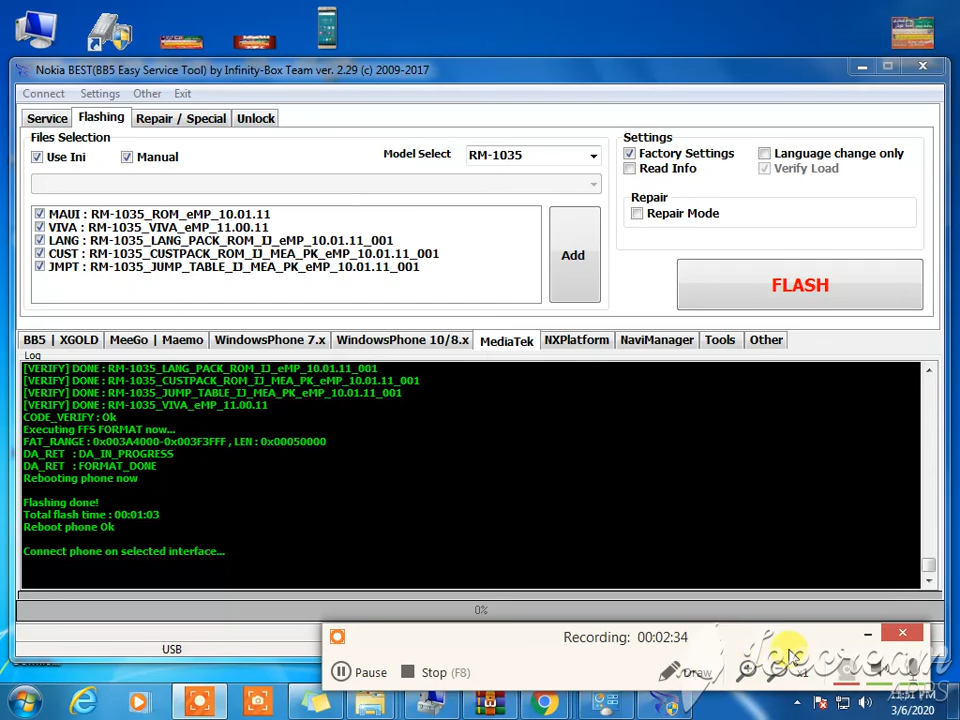 Nokia BEST(BB5 Easy Service Tool) by Infinity-Box Team ver. 2.29 (c) 2009-2017
Connect Settings Other Exit
Service Flashing Repair / Special Unlock
Files Selection
Use Ini Manual Model Select RM-1035
MAUI : RM-1035_ROM_eMP_10.01.11
VIVA : RM-1035_VIVA_eMP_11.00.11
LANG : RM-1035_LANG_PACK_ROM_IJ_eMP_10.01.11_001
CUST : RM-1035_CUSTPACK_ROM_IJ_MEA_PK_eMP_10.01.11_001
JMPT : RM-1035_JUMP_TABLE_IJ_MEA_PK_eMP_10.01.11_001
Add
Settings
Factory Settings Language change only
Read Info Verify Load
Repair
Repair Mode
FLASH
BB5 | XGOLD MeeGo | Maemo WindowsPhone 7.x WindowsPhone 10/8.x MediaTek NXPlatform NaviManager Tools Other
Log
[VERIFY] DONE : RM-1035_LANG_PACK_ROM_IJ_eMP_10.01.11_001
[VERIFY] DONE : RM-1035_CUSTPACK_ROM_IJ_MEA_PK_eMP_10.01.11_001
[VERIFY] DONE : RM-1035_JUMP_TABLE_IJ_MEA_PK_eMP_10.01.11_001
[VERIFY] DONE : RM-1035_VIVA_eMP_11.00.11
CODE_VERIFY : Ok
Executing FFS FORMAT now...
FAT_RANGE : 0x003A4000-0x003F3FFF , LEN : 0x00050000
DA_RET : DA_IN_PROGRESS
DA_RET : FORMAT_DONE
Rebooting phone now
Flashing done!
Total flash time : 00:01:03
Reboot phone Ok
Connect phone on selected interface...
0%
USB
Recording: 00:02:34
Pause Stop (F8) Draw x1
Icecream
APPS
11:51 PM
3/6/2020